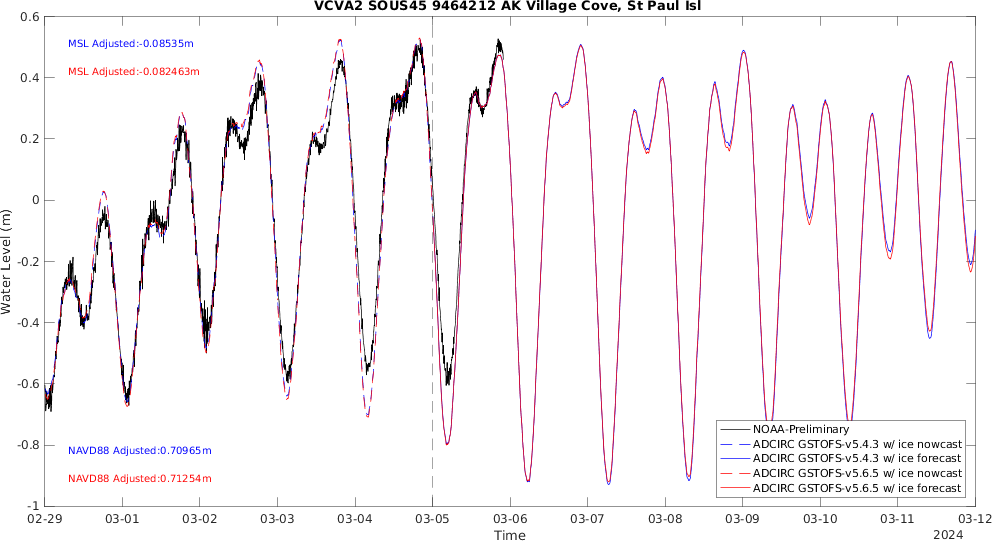 VCVA2 SOUS45 9464212 AK Village Cove, St Paul Isl
0.6
MSL Adjusted:-0.08535m
MSL Adjusted:-0.082463m
0.4
0.2
0
-0.2
-0.4
-0.6
-0.8
-1
Water Level (m)
NAVD88 Adjusted:0.70965m
NAVD88 Adjusted:0.71254m
NOAA-Preliminary
ADCIRC GSTOFS-v5.4.3 w/ ice nowcast
ADCIRC GSTOFS-v5.4.3 w/ ice forecast
ADCIRC GSTOFS-v5.6.5 w/ ice nowcast
ADCIRC GSTOFS-v5.6.5 w/ ice forecast
02-29 03-01 03-02 03-03 03-04 03-05 03-06 03-07 03-08 03-09 03-10 03-11 03-12
Time
2024